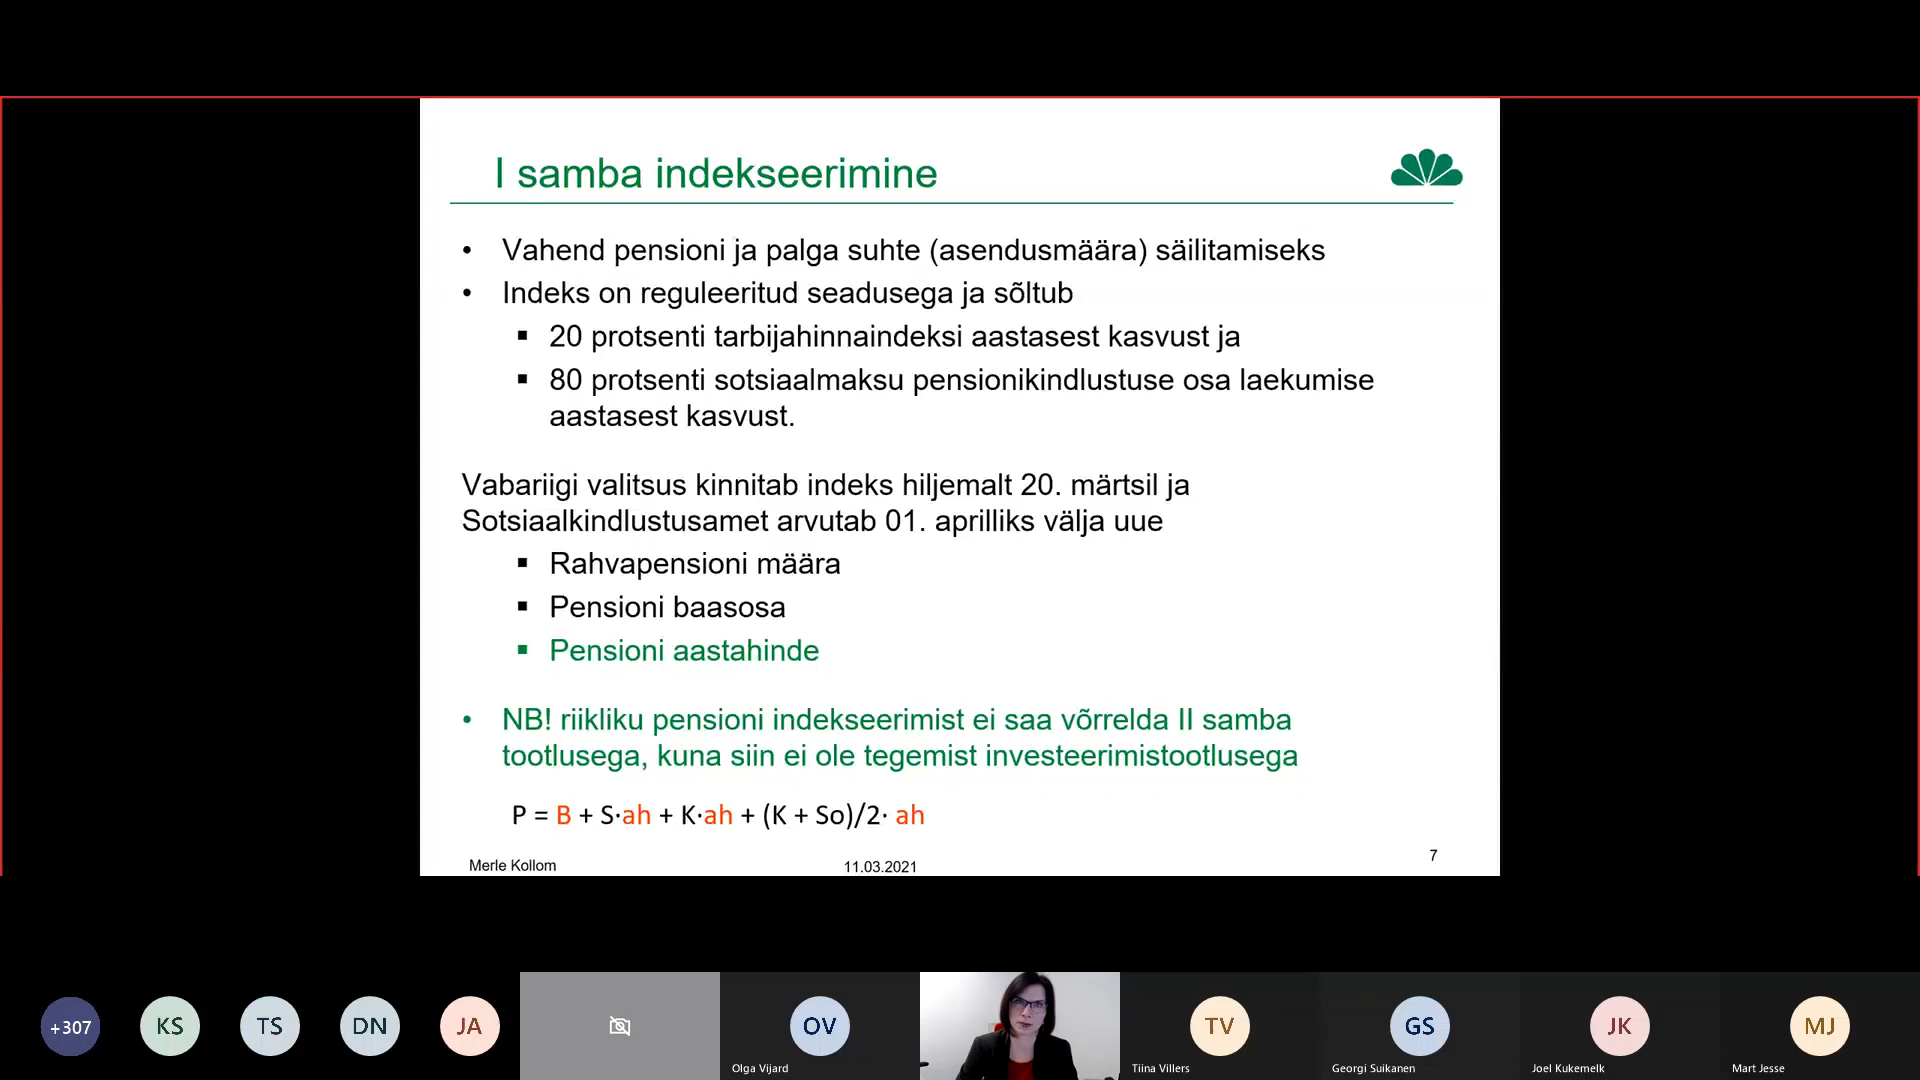 I samba indekseerimine
• Vahend pensioni ja palga suhte (asendusmäära) säilitamiseks
• Indeks on reguleeritud seadusega ja sõltub
▪ 20 protsenti tarbijahinnaindeksi aastasest kasvust ja
▪ 80 protsenti sotsiaalmaksu pensionikindlustuse osa laekumise
aastasest kasvust.
Vabariigi valitsus kinnitab indeks hiljemalt 20. märtsil ja
Sotsiaalkindlustusamet arvutab 01. aprilliks välja uue
▪ Rahvapensioni määra
▪ Pensioni baasosa
▪ Pensioni aastahinde
• NB! riikliku pensioni indekseerimist ei saa võrrelda II samba
tootlusega, kuna siin ei ole tegemist investeerimistootlusega
P = B + S·ah + K·ah + (K + So)/2· ah
Merle Kollom
11.03.2021
7
+307
KS
TS
DN
JA
OV
TV
GS
JK
MJ
Olga Vijard
Tiina Villers
Georgi Suikanen
Joel Kukemelk
Mart Jesse